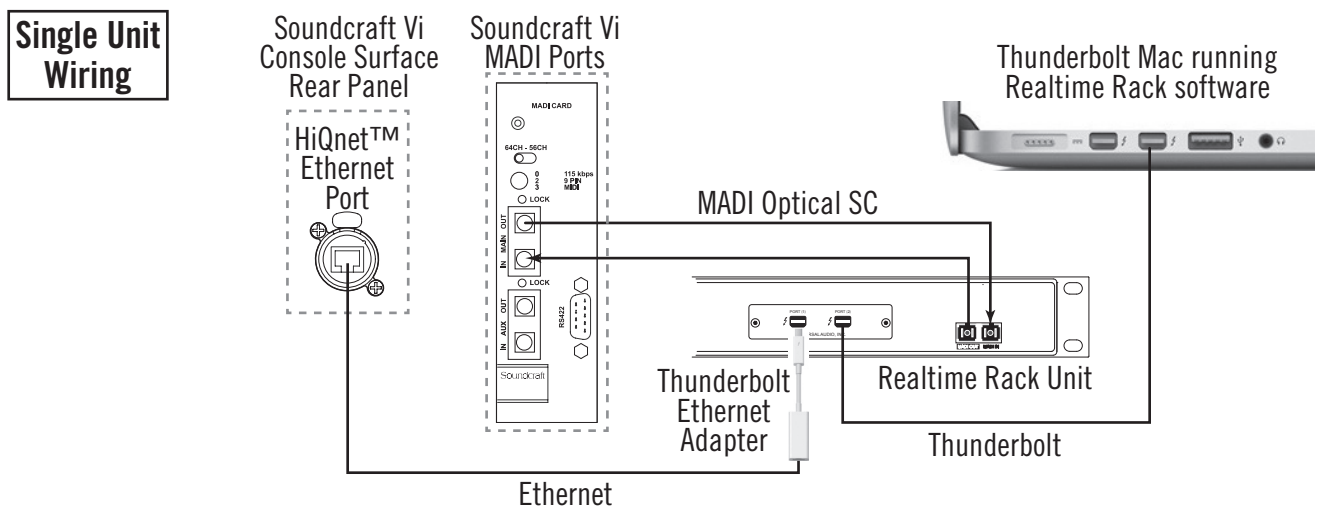 Single Unit
Wiring
Soundcraft Vi
Console Surface
Rear Panel
HiQnet™
Ethernet
Port
Soundcraft Vi
MADI Ports
MADI CARD
64CH - 56CH
0 115 kbps
2 9 PIN
3 MIDI
LOCK
OUT
MAIN
IN
LOCK
OUT
AUX
IN
RS422
Soundcraft
Thunderbolt Mac running
Realtime Rack software
MADI Optical SC
PORT (1)
PORT (2)
Realtime Rack Unit
Thunderbolt
Ethernet
Adapter
Thunderbolt
Ethernet